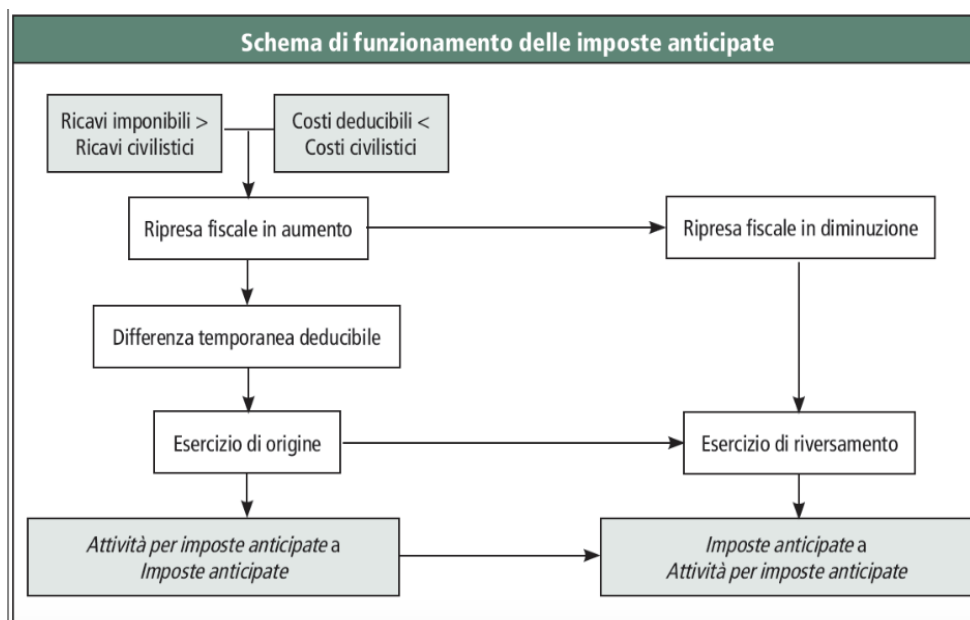 Schema di funzionamento delle imposte anticipate
Ricavi imponibili >
Ricavi civilistici
Costi deducibili <
Costi civilistici
Ripresa fiscale in aumento
Ripresa fiscale in diminuzione
Differenza temporanea deducibile
Esercizio di origine
Esercizio di riversamento
Attività per imposte anticipate a
Imposte anticipate
Imposte anticipate a
Attività per imposte anticipate